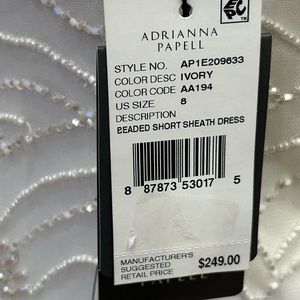 ADRIANNA
PAPELL
STYLE NO. AP1E209633
COLOR DESC IVORY
COLOR CODE AA194
US SIZE 8
DESCRIPTION
BEADED SHORT SHEATH DRESS
8 87873 53017 5
MANUFACTURER'S
SUGGESTED
RETAIL PRICE $249.00
PAPELL